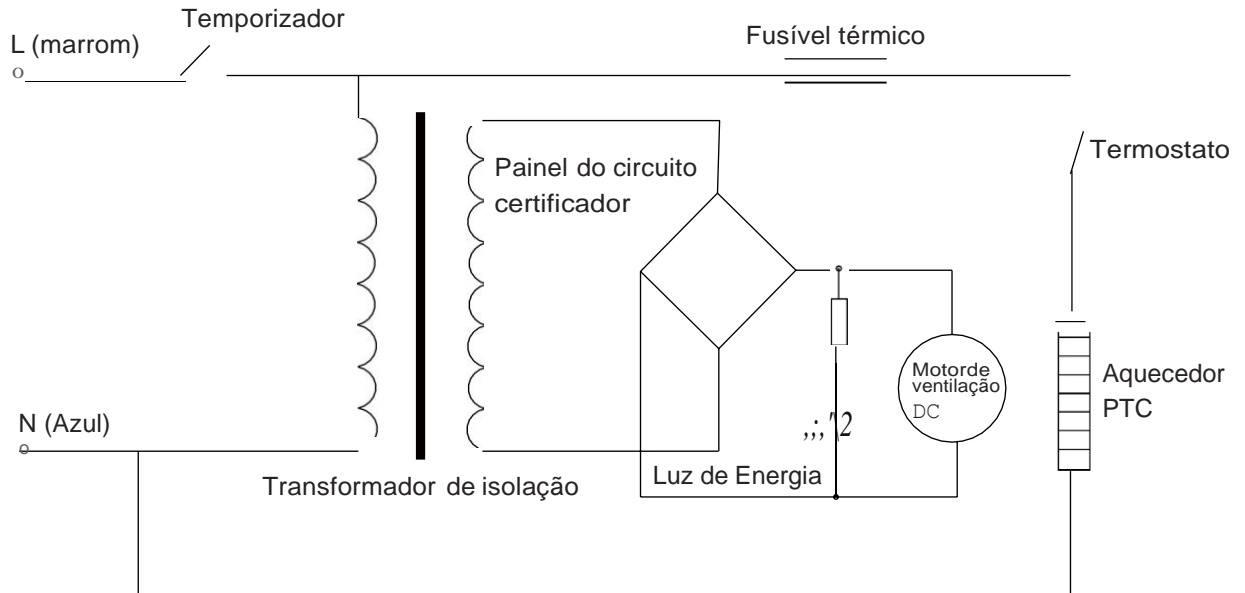 Temporizador
L (marrom)
Fusível térmico
Painel do circuito
certificador
Termostato
Motorde
ventilação
DC
Aquecedor
PTC
N (Azul)
Luz de Energia
Transformador de isolação